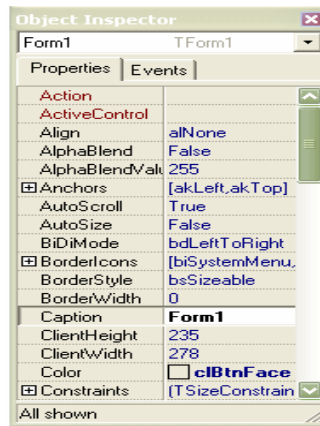 Object Inspector
Form1 TForm1
Properties Events
Action
ActiveControl
Align alNone
AlphaBlend False
AlphaBlendValu 255
Anchors [akLeft,akTop]
AutoScroll True
AutoSize False
BiDiMode bdLeftToRight
BorderIcons [biSystemMenu,
BorderStyle bsSizeable
BorderWidth 0
Caption Form1
ClientHeight 235
ClientWidth 278
Color clBtnFace
Constraints (TSizeConstrain
All shown